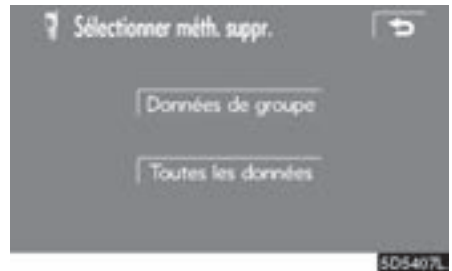 Sélectionner méth. suppr.
Données de groupe
Toutes les données
5D5407L